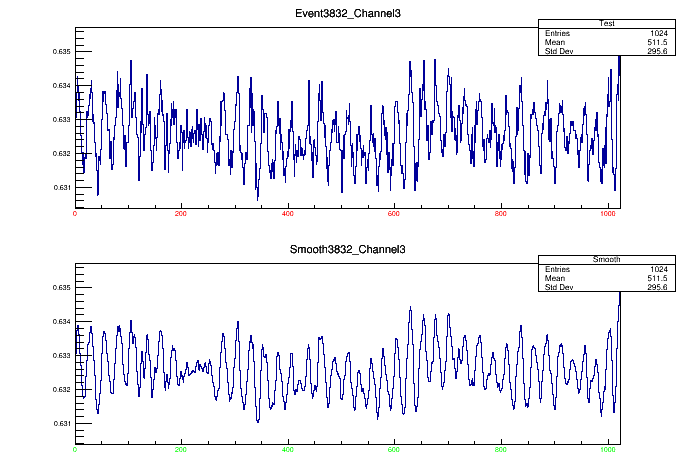 Event3832_Channel3
Test
Entries 1024
Mean 511.5
Std Dev 295.6
0.635
0.634
0.633
0.632
0.631
0 200 400 600 800 1000
Smooth3832_Channel3
Smooth
Entries 1024
Mean 511.5
Std Dev 295.6
0.635
0.634
0.633
0.632
0.631
0 200 400 600 800 1000